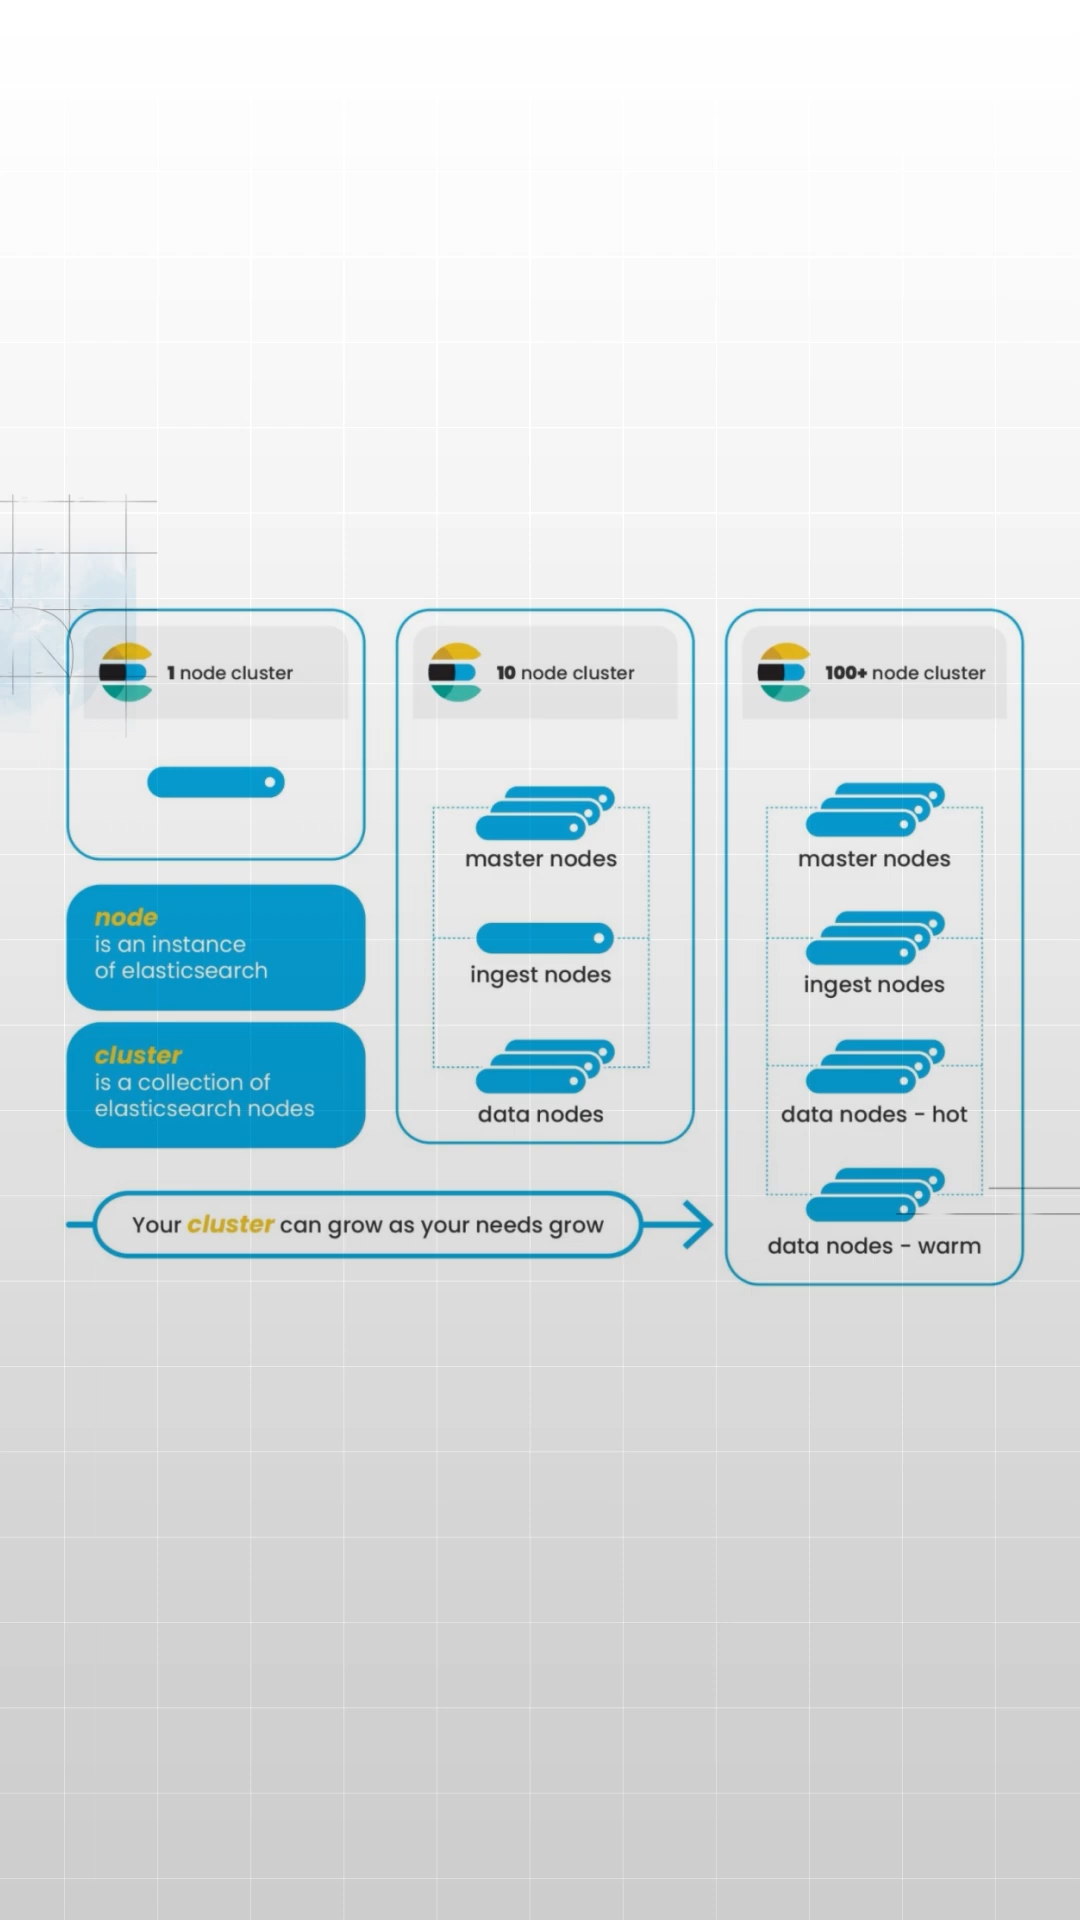 1 node cluster
node
is an instance
of elasticsearch
cluster
is a collection of
elasticsearch nodes
10 node cluster
master nodes
ingest nodes
data nodes
100+ node cluster
master nodes
ingest nodes
data nodes - hot
data nodes - warm
Your cluster can grow as your needs grow